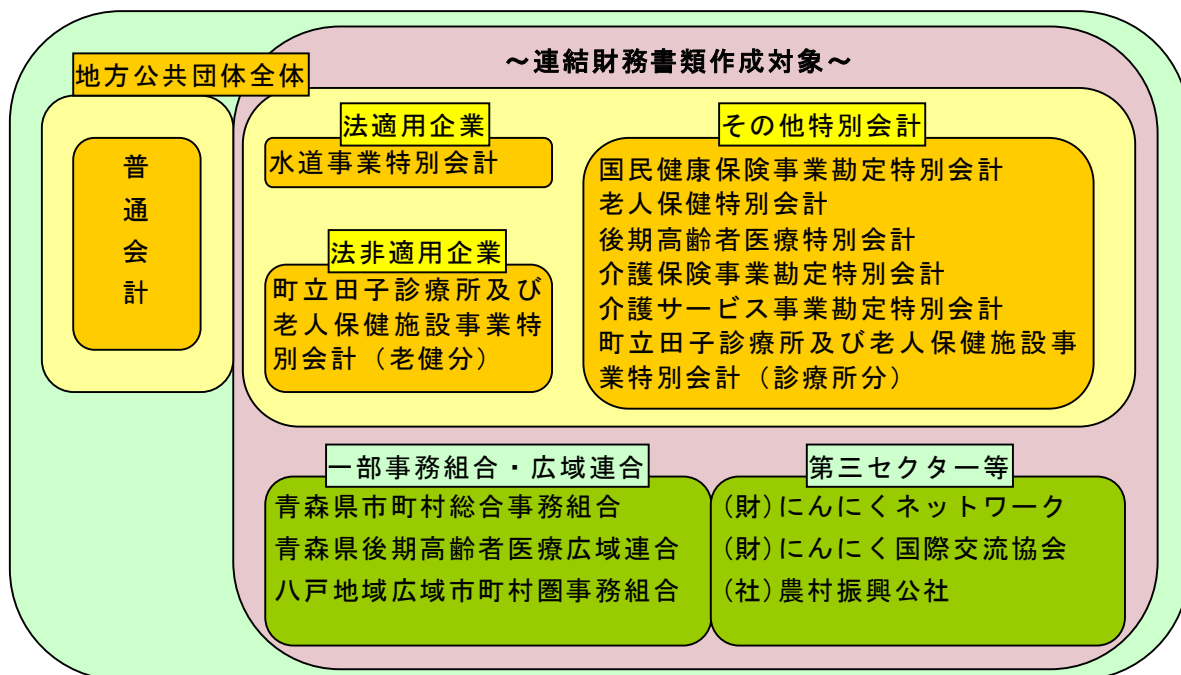 ～連結財務書類作成対象～
地方公共団体全体
普
通
会
計
法適用企業
水道事業特別会計
法非適用企業
町立田子診療所及び
老人保健施設事業特
別会計（老健分）
その他特別会計
国民健康保険事業勘定特別会計
老人保健特別会計
後期高齢者医療特別会計
介護保険事業勘定特別会計
介護サービス事業勘定特別会計
町立田子診療所及び老人保健施設事
業特別会計（診療所分）
一部事務組合・広域連合
青森県市町村総合事務組合
青森県後期高齢者医療広域連合
八戸地域広域市町村圏事務組合
第三セクター等
(財)にんにくネットワーク
(財)にんにく国際交流協会
(社)農村振興公社